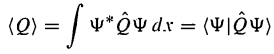 ⟨Q⟩ = ∫ Ψ* Q̂ Ψ dx = ⟨Ψ|Q̂Ψ⟩